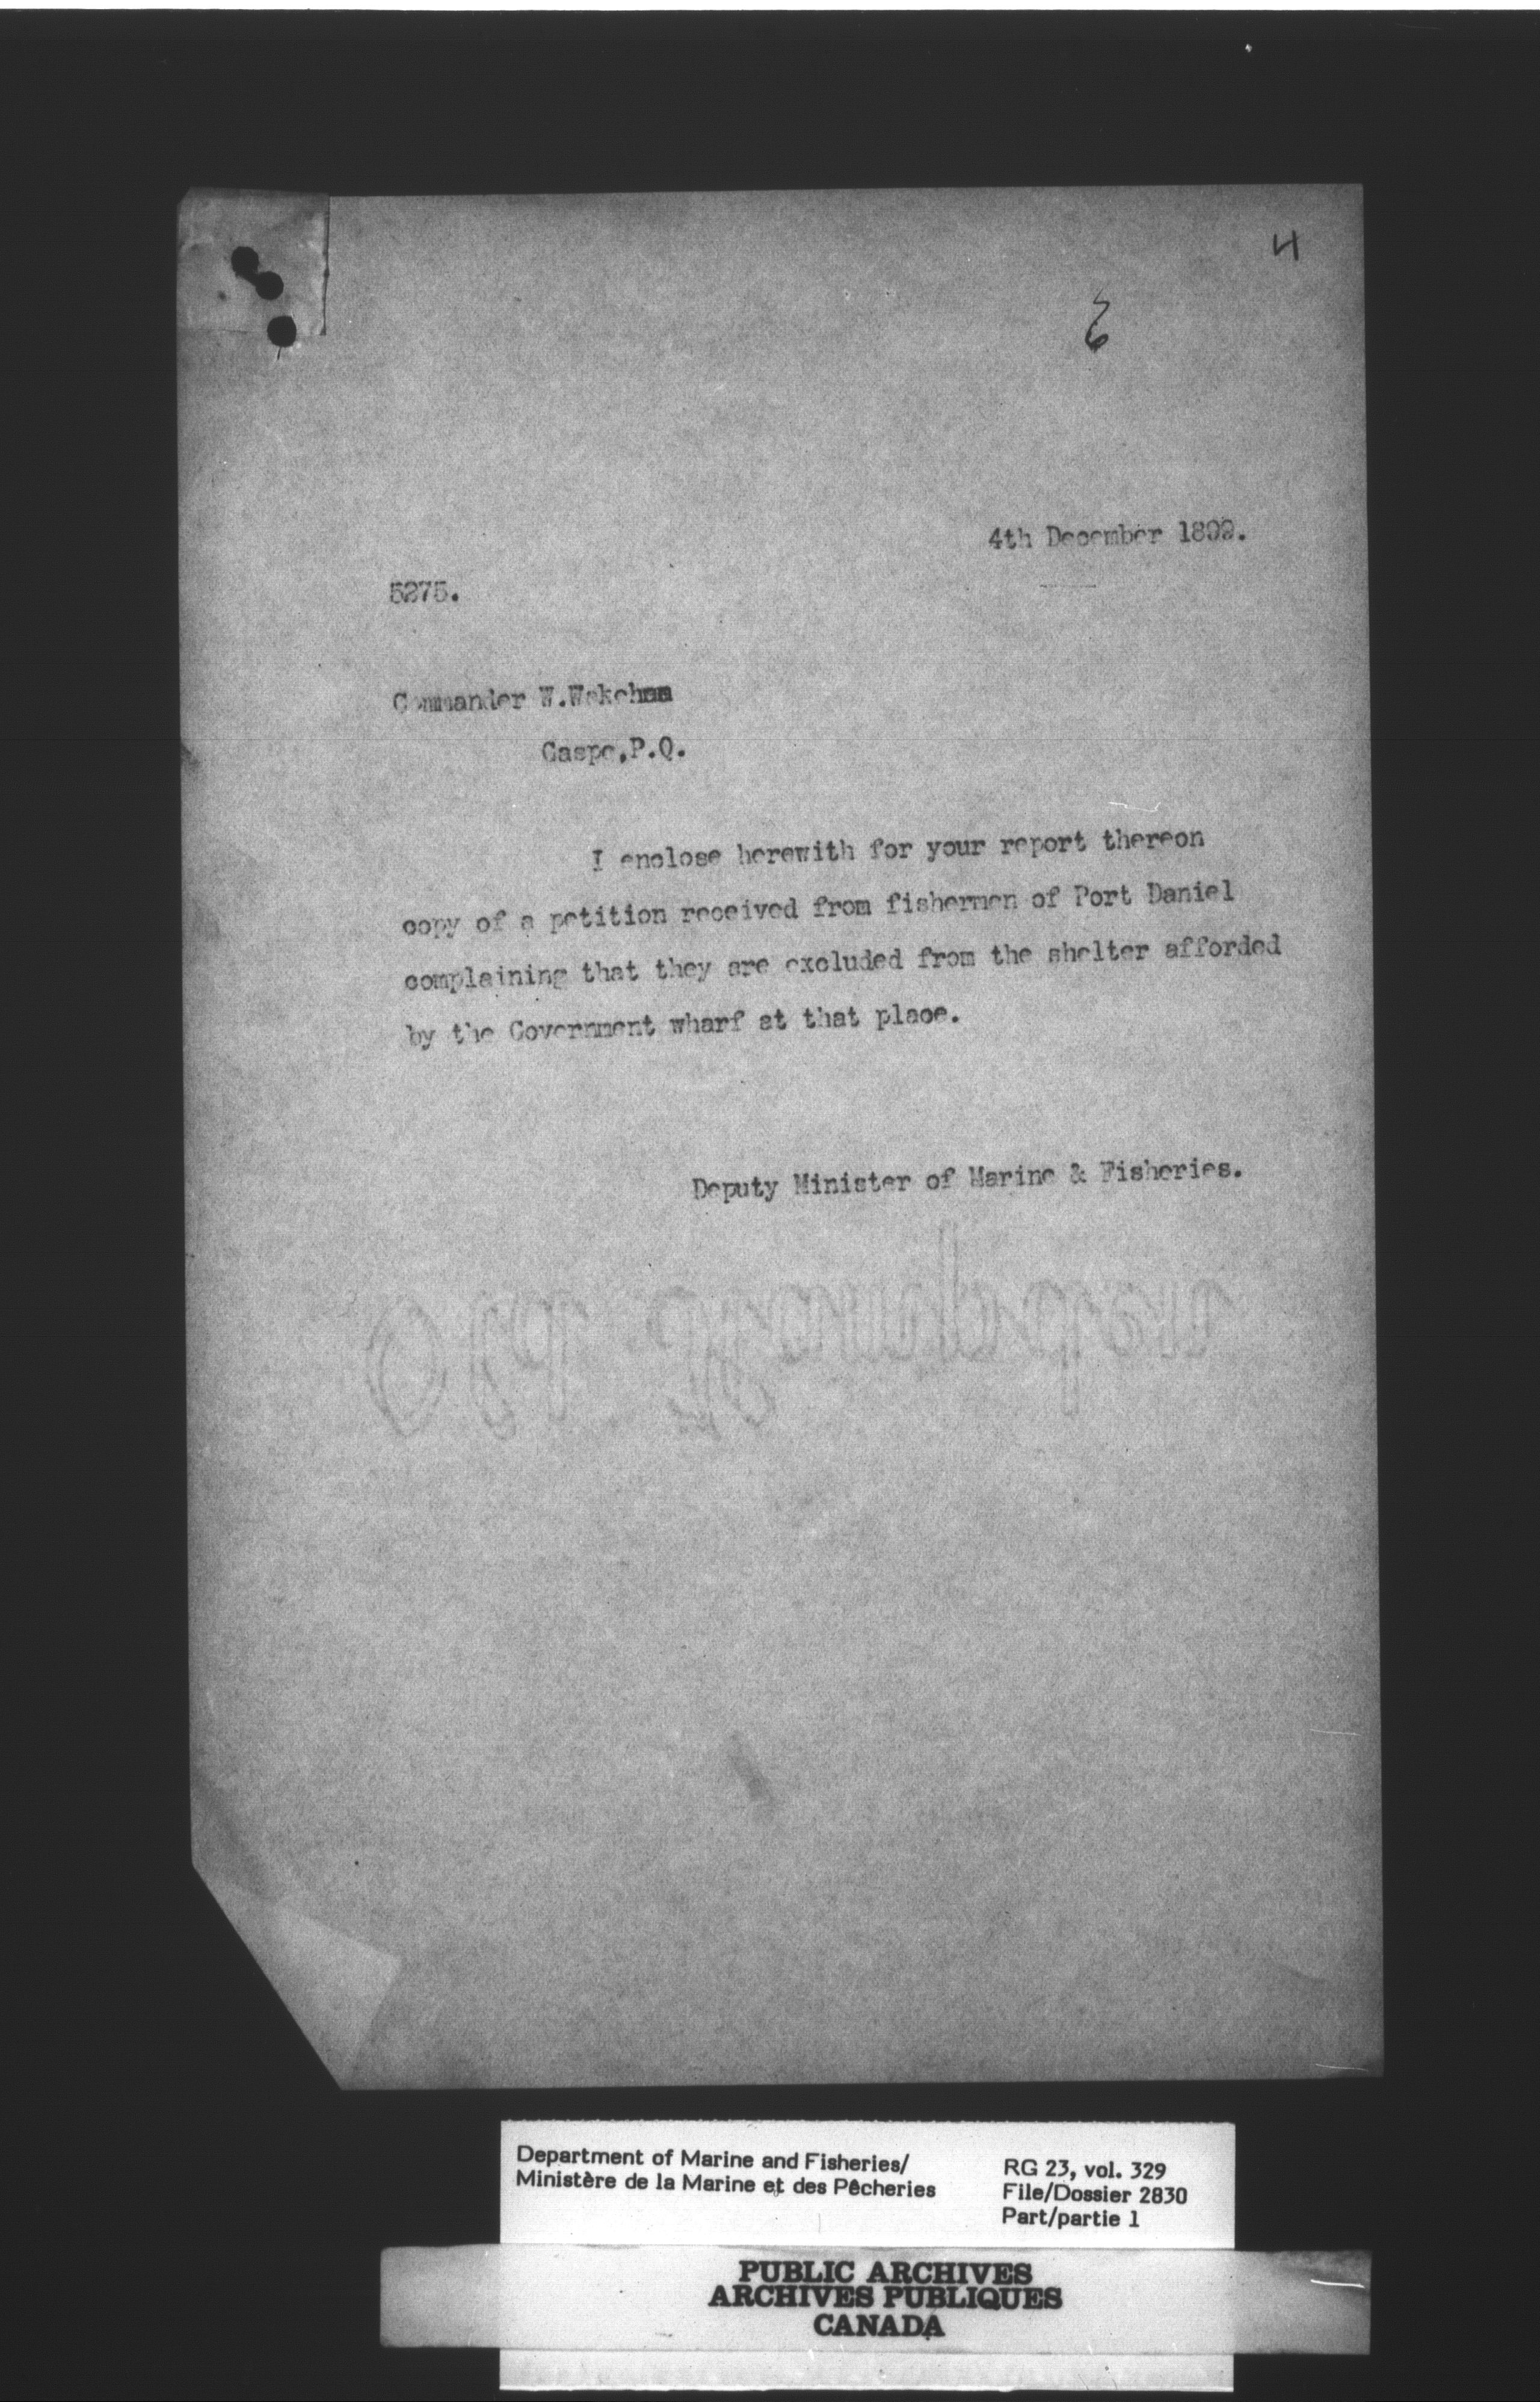 4
6
4th December 1899.
5275.
Commander W.Wakeham
Gaspe,P.Q.
I enclose herewith for your report thereon
copy of a petition received from fishermen of Port Daniel
complaining that they are excluded from the shelter afforded
by the Government wharf at that place.
Deputy Minister of Marine & Fisheries.
Department of Marine and Fisheries/
Ministère de la Marine et des Pêcheries
RG 23, vol. 329
File/Dossier 2830
Part/partie 1
PUBLIC ARCHIVES
ARCHIVES PUBLIQUES
CANADA